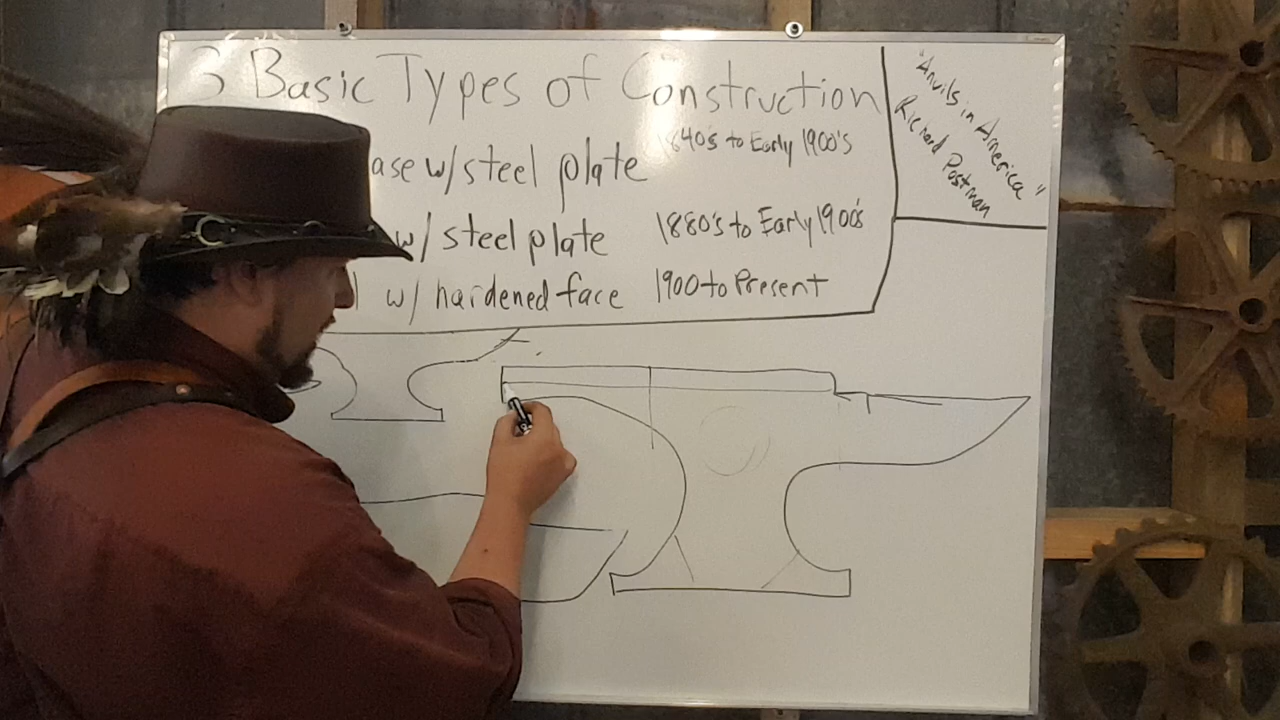 3 Basic Types of Construction
ase w/ steel plate 1840's to Early 1900's
w/ steel plate 1880's to Early 1900's
w/ hardened face 1900 to Present
"Anvils in America"
Richard Postman